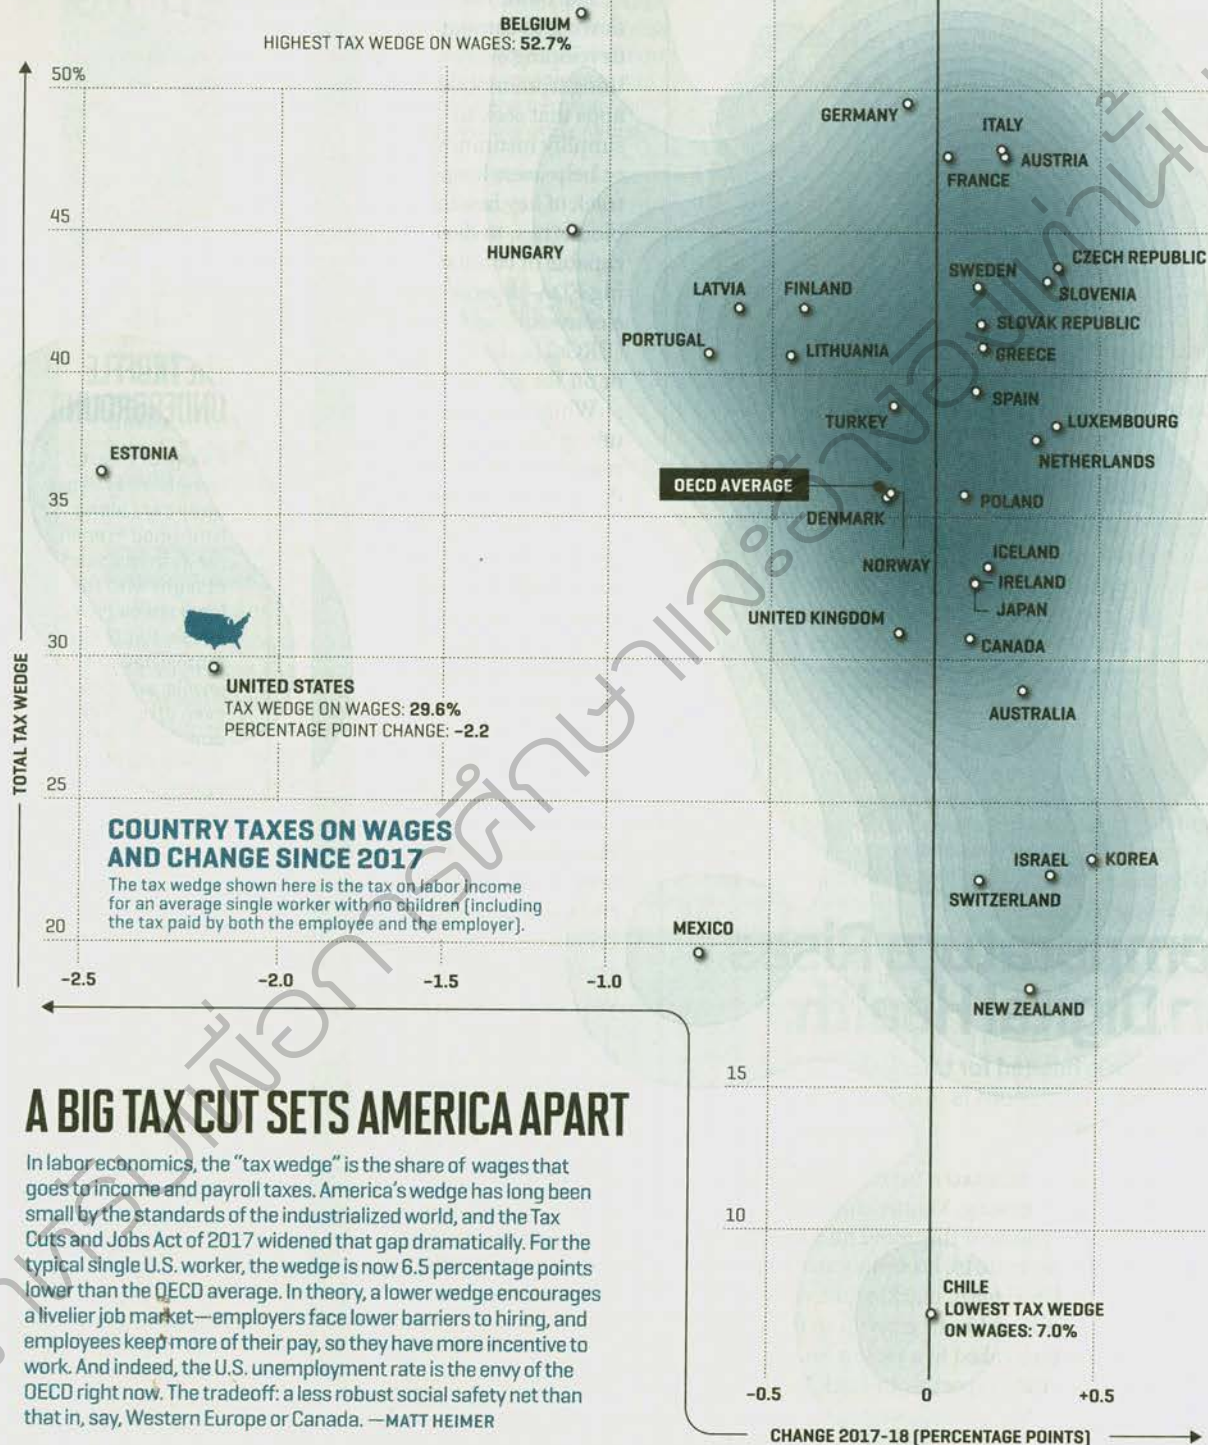 BELGIUM
HIGHEST TAX WEDGE ON WAGES: 52.7%
50%
GERMANY
ITALY
AUSTRIA
FRANCE
45
HUNGARY
CZECH REPUBLIC
SWEDEN
SLOVENIA
LATVIA
FINLAND
SLOVAK REPUBLIC
PORTUGAL
LITHUANIA
GREECE
40
SPAIN
TURKEY
LUXEMBOURG
NETHERLANDS
ESTONIA
OECD AVERAGE
35
POLAND
DENMARK
NORWAY
ICELAND
IRELAND
JAPAN
UNITED KINGDOM
30
CANADA
UNITED STATES
TAX WEDGE ON WAGES: 29.6%
PERCENTAGE POINT CHANGE: –2.2
AUSTRALIA
TOTAL TAX WEDGE
25
COUNTRY TAXES ON WAGES
AND CHANGE SINCE 2017
The tax wedge shown here is the tax on labor income
for an average single worker with no children (including
the tax paid by both the employee and the employer).
ISRAEL
KOREA
SWITZERLAND
20
MEXICO
–2.5
–2.0
–1.5
–1.0
NEW ZEALAND
15
10
CHILE
LOWEST TAX WEDGE
ON WAGES: 7.0%
–0.5
0
+0.5
CHANGE 2017-18 (PERCENTAGE POINTS)
A BIG TAX CUT SETS AMERICA APART
In labor economics, the “tax wedge” is the share of wages that
goes to income and payroll taxes. America’s wedge has long been
small by the standards of the industrialized world, and the Tax
Cuts and Jobs Act of 2017 widened that gap dramatically. For the
typical single U.S. worker, the wedge is now 6.5 percentage points
lower than the OECD average. In theory, a lower wedge encourages
a livelier job market—employers face lower barriers to hiring, and
employees keep more of their pay, so they have more incentive to
work. And indeed, the U.S. unemployment rate is the envy of the
OECD right now. The tradeoff: a less robust social safety net than
that in, say, Western Europe or Canada. —MATT HEIMER